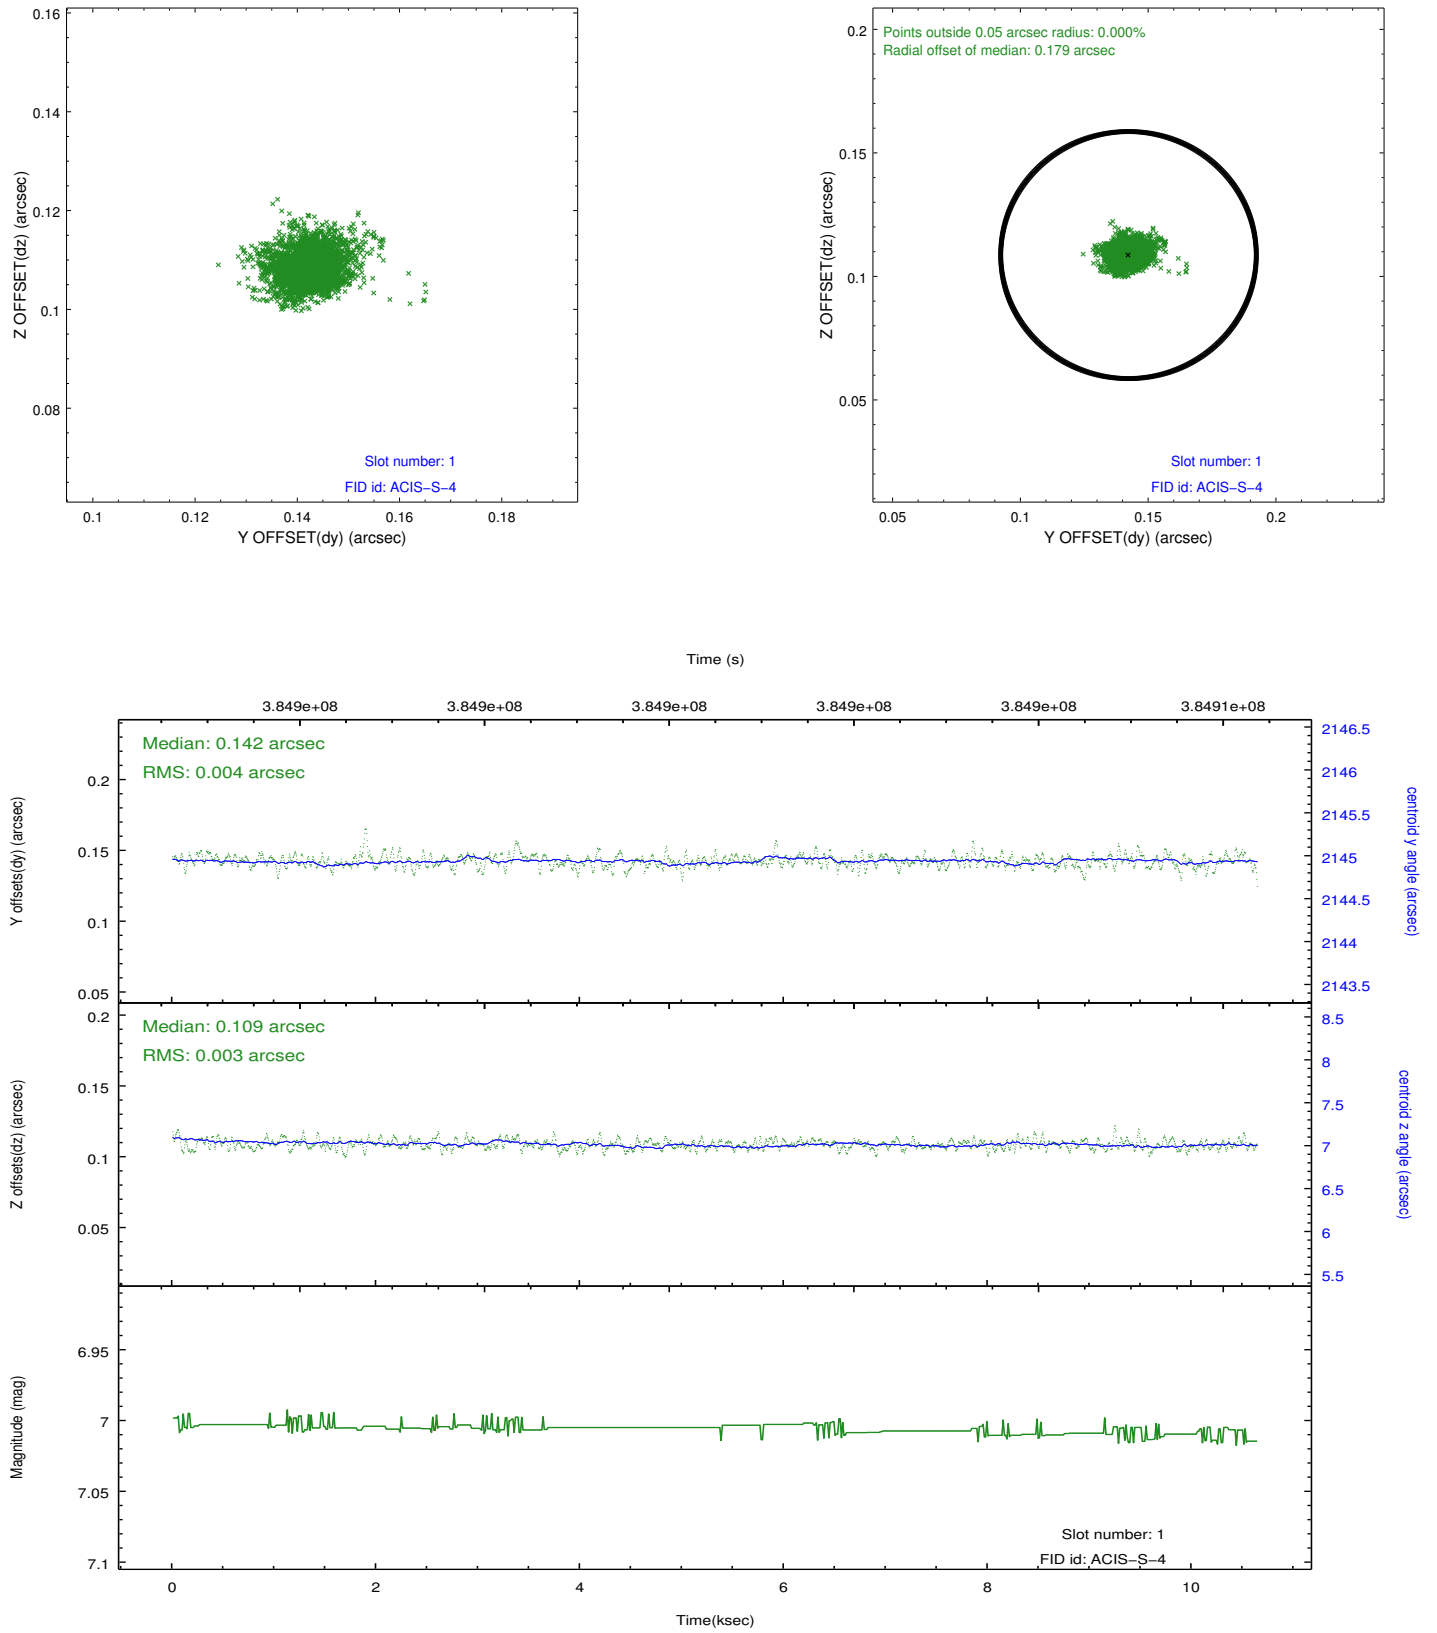 0.16
0.14
0.12
0.1
0.08
Z OFFSET(dz) (arcsec)
Slot number: 1
FID id: ACIS−S−4
0.1 0.12 0.14 0.16 0.18
Y OFFSET(dy) (arcsec)
Points outside 0.05 arcsec radius: 0.000%
Radial offset of median: 0.179 arcsec
0.2
0.15
0.1
0.05
Z OFFSET(dz) (arcsec)
Slot number: 1
FID id: ACIS−S−4
0.05 0.1 0.15 0.2
Y OFFSET(dy) (arcsec)
Time (s)
3.849e+08 3.849e+08 3.849e+08 3.849e+08 3.849e+08 3.8491e+08
Median: 0.142 arcsec
RMS: 0.004 arcsec
0.2
0.15
0.1
0.05
Y offsets(dy) (arcsec)
2146.5
2146
2145.5
2145
2144.5
2144
2143.5
centroid y angle (arcsec)
Median: 0.109 arcsec
RMS: 0.003 arcsec
0.2
0.15
0.1
0.05
Z offsets(dz) (arcsec)
8.5
8
7.5
7
6.5
6
5.5
centroid z angle (arcsec)
6.95
7
7.05
7.1
Magnitude (mag)
Slot number: 1
FID id: ACIS−S−4
0 2 4 6 8 10
Time(ksec)